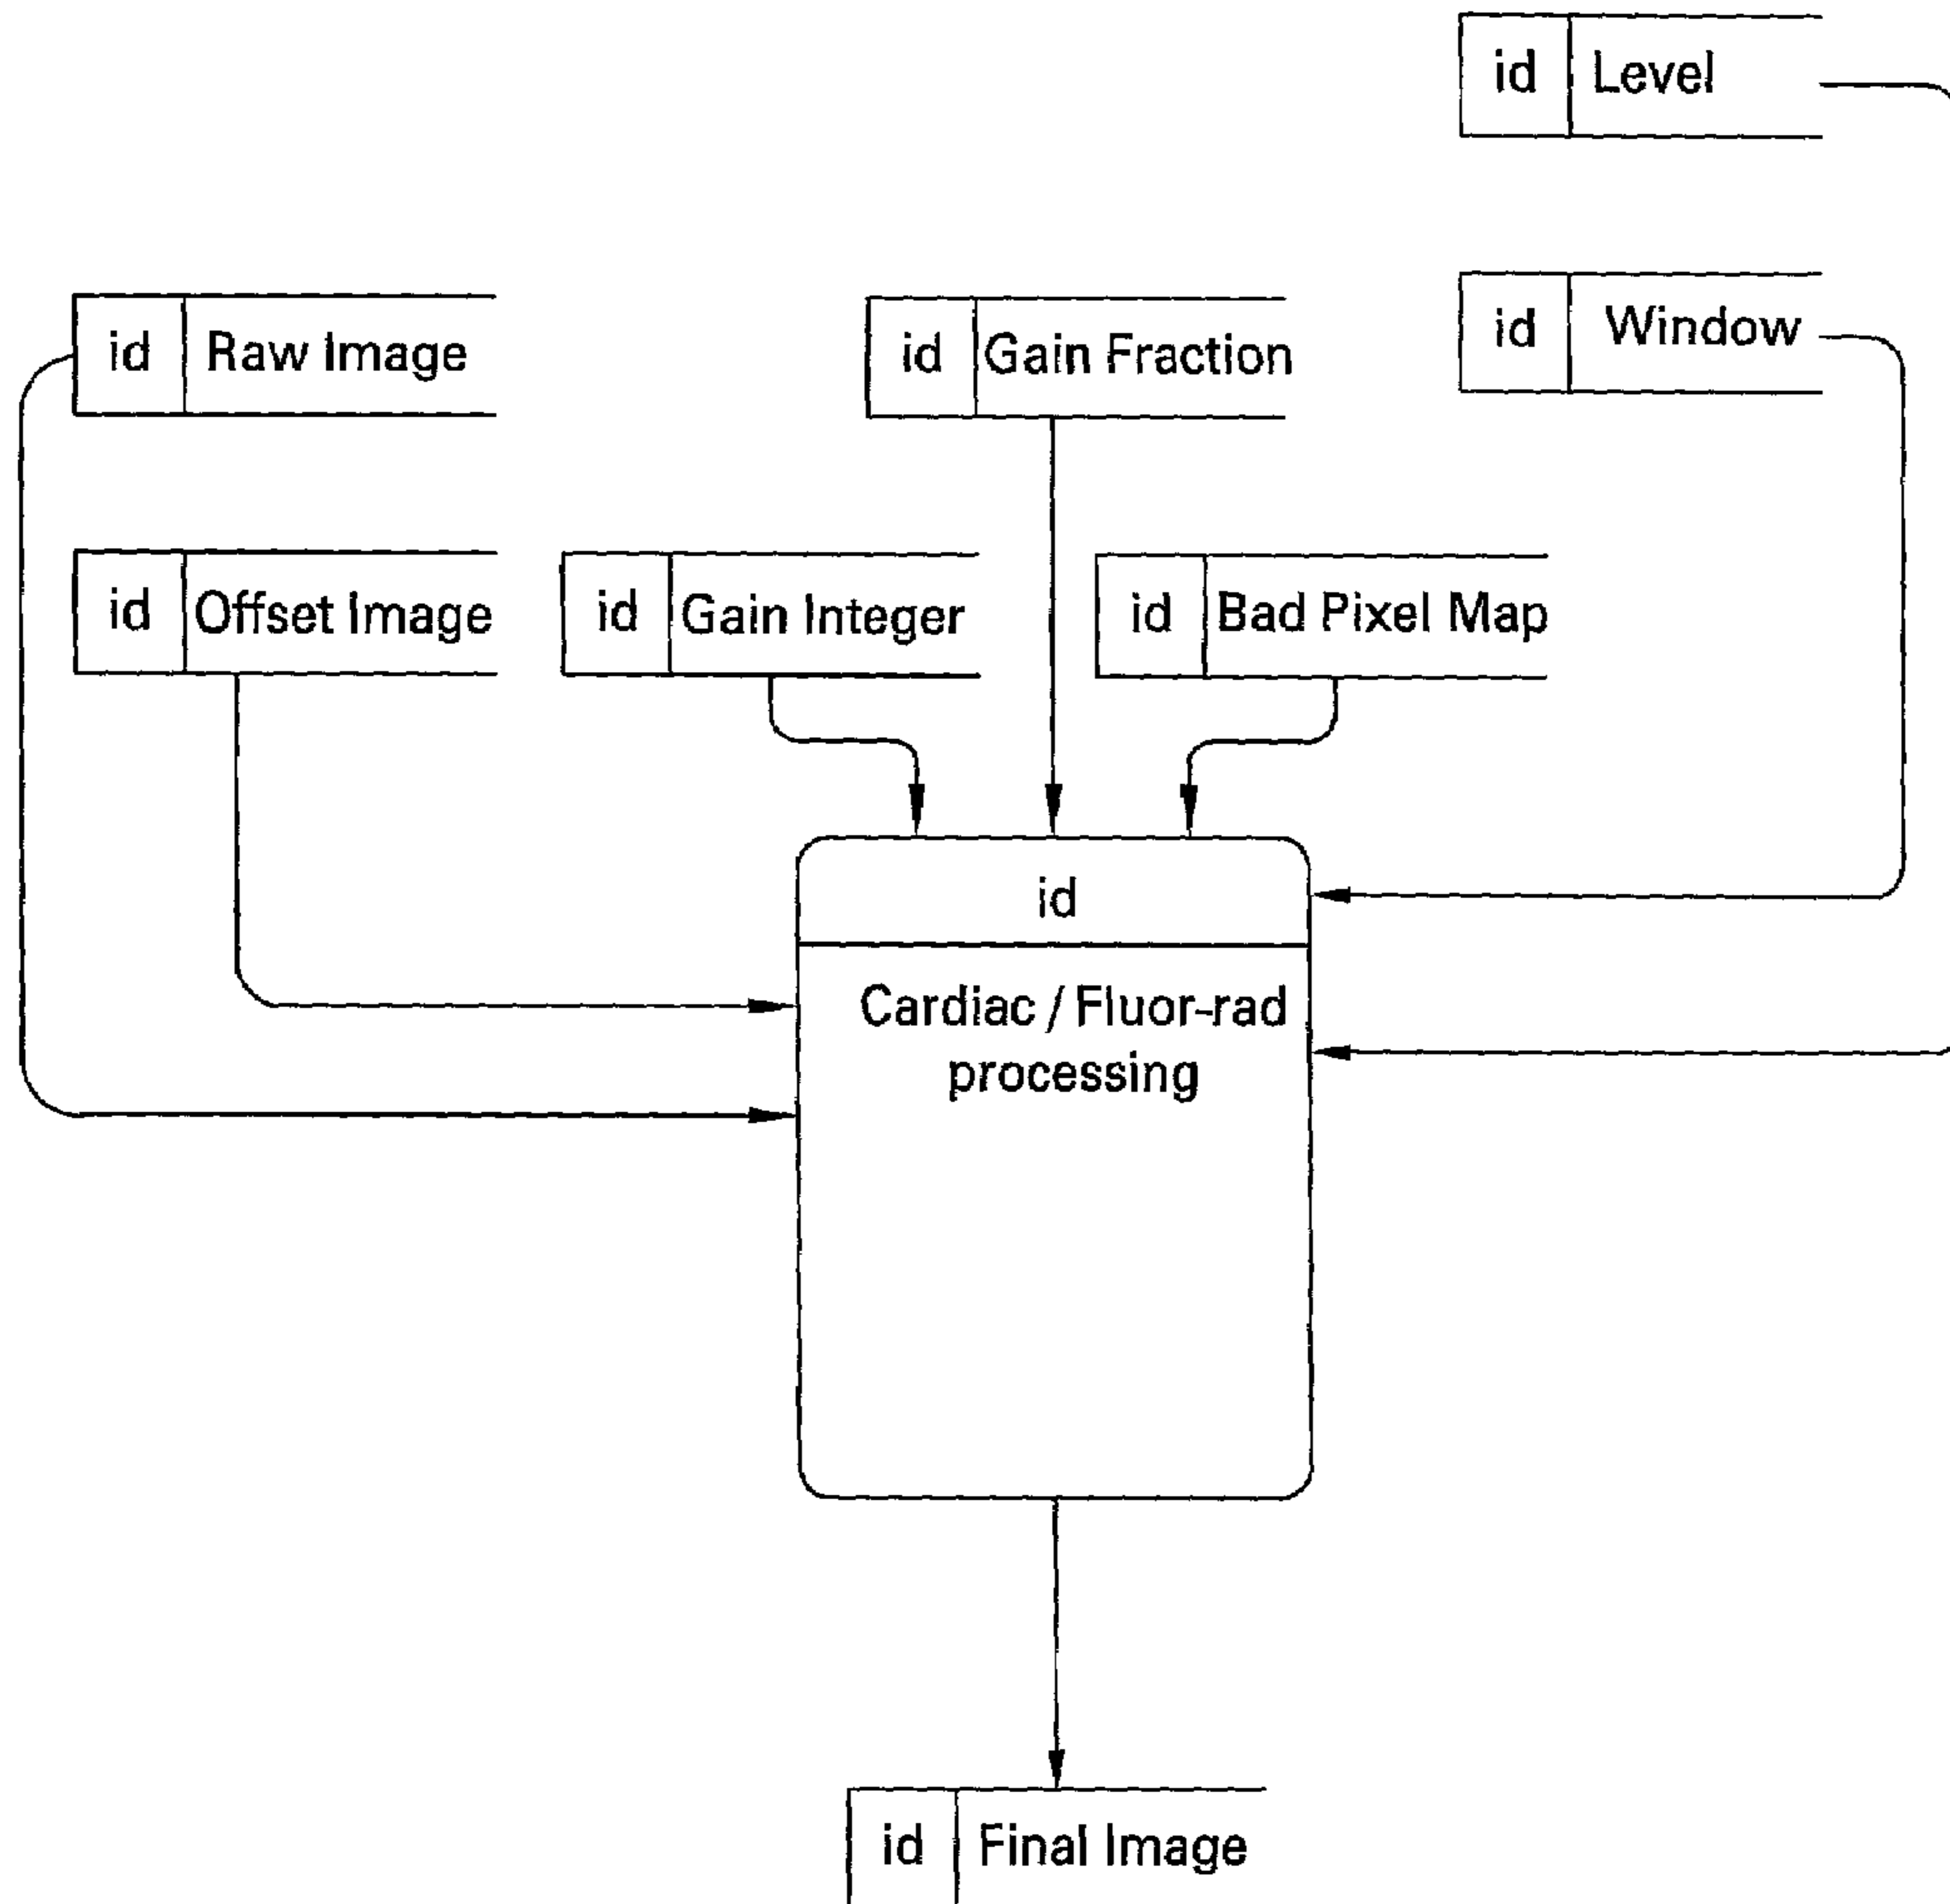 id Level
id Raw Image
id Gain Fraction
id Window
id Offset Image
id Gain Integer
id Bad Pixel Map
id
Cardiac / Fluor-rad
processing
id Final Image